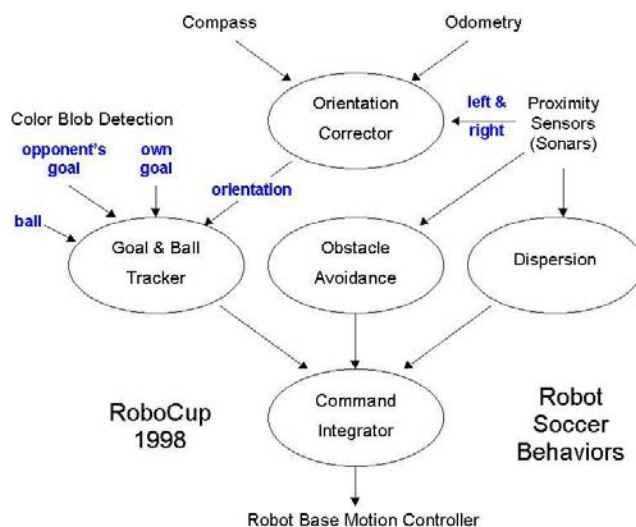 Compass
Odometry
Orientation
Corrector
left &
right
Proximity
Sensors
(Sonars)
Color Blob Detection
opponent's
goal
own
goal
orientation
ball
Goal & Ball
Tracker
Obstacle
Avoidance
Dispersion
Command
Integrator
RoboCup
1998
Robot
Soccer
Behaviors
Robot Base Motion Controller